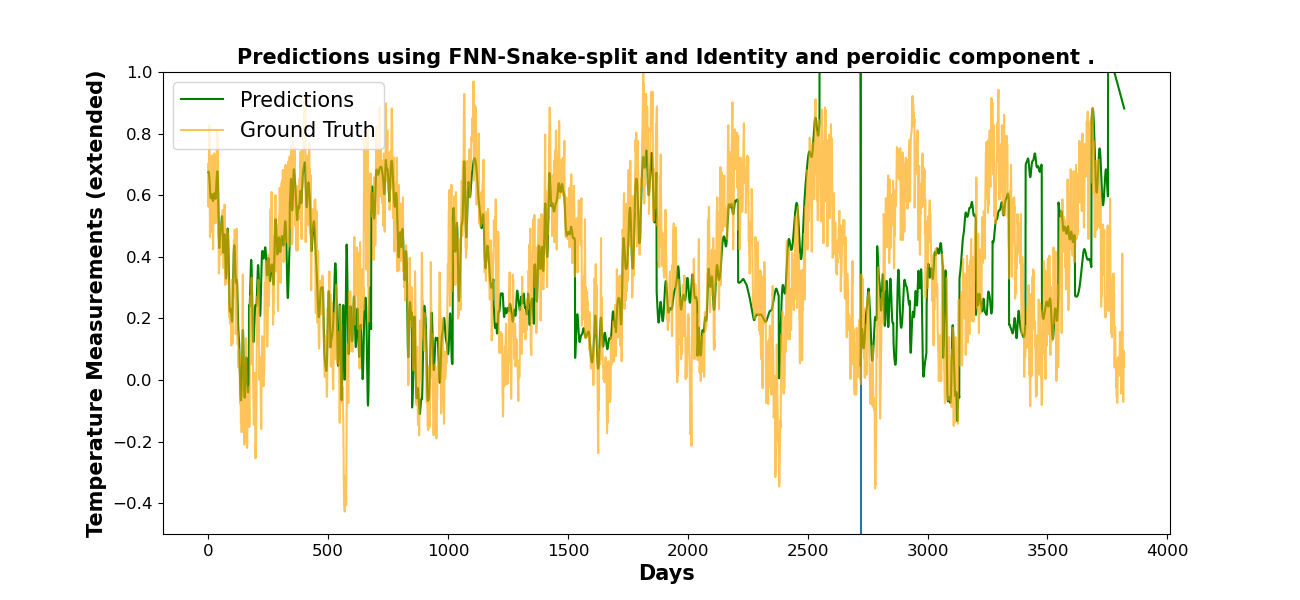 Predictions using FNN-Snake-split and Identity and peroidic component .
Predictions
Ground Truth
Temperature Measurements (extended)
1.0
0.8
0.6
0.4
0.2
0.0
−0.2
−0.4
0 500 1000 1500 2000 2500 3000 3500 4000
Days